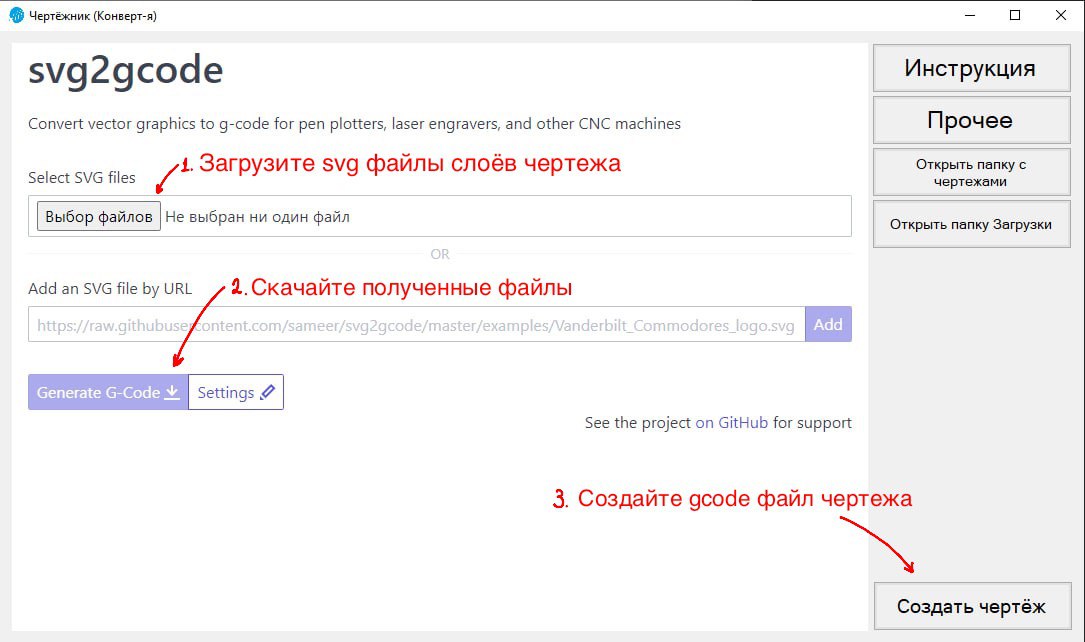 Чертёжник (Конверт-я)
svg2gcode
Convert vector graphics to g-code for pen plotters, laser engravers, and other CNC machines
1. Загрузите svg файлы слоёв чертежа
Select SVG files
Выбор файлов Не выбран ни один файл
OR
2. Скачайте полученные файлы
Add an SVG file by URL
https://raw.githubusercontent.com/sameer/svg2gcode/master/examples/Vanderbilt_Commodores_logo.svg Add
Generate G-Code Settings
See the project on GitHub for support
3. Создайте gcode файл чертежа
Инструкция
Прочее
Открыть папку с
чертежами
Открыть папку Загрузки
Создать чертёж